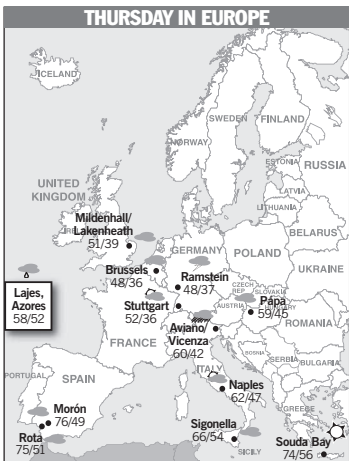 THURSDAY IN EUROPE
ICELAND
SWEDEN
FINLAND
NORWAY
ESTONIA
RUSSIA
LATVIA
LITHUANIA
UNITED
KINGDOM
Mildenhall/
Lakenheath
51/39
BELARUS
POLAND
GERMANY
UKRAINE
Brussels
48/36
Ramstein
48/37
Lajes,
Azores
58/52
CZECH
REP.
SLOVAKIA
Stuttgart
52/36
AUSTRIA
Pápa
59/45
HUNGARY
ROMANIA
Aviano/
Vicenza
60/42
FRANCE
BOSNIA
SERBIA
BULGARIA
ITALY
PORTUGAL
SPAIN
Naples
62/47
Morón
76/49
GREECE
Rota
75/51
Sigonella
66/54
SICILY
Souda Bay
74/56